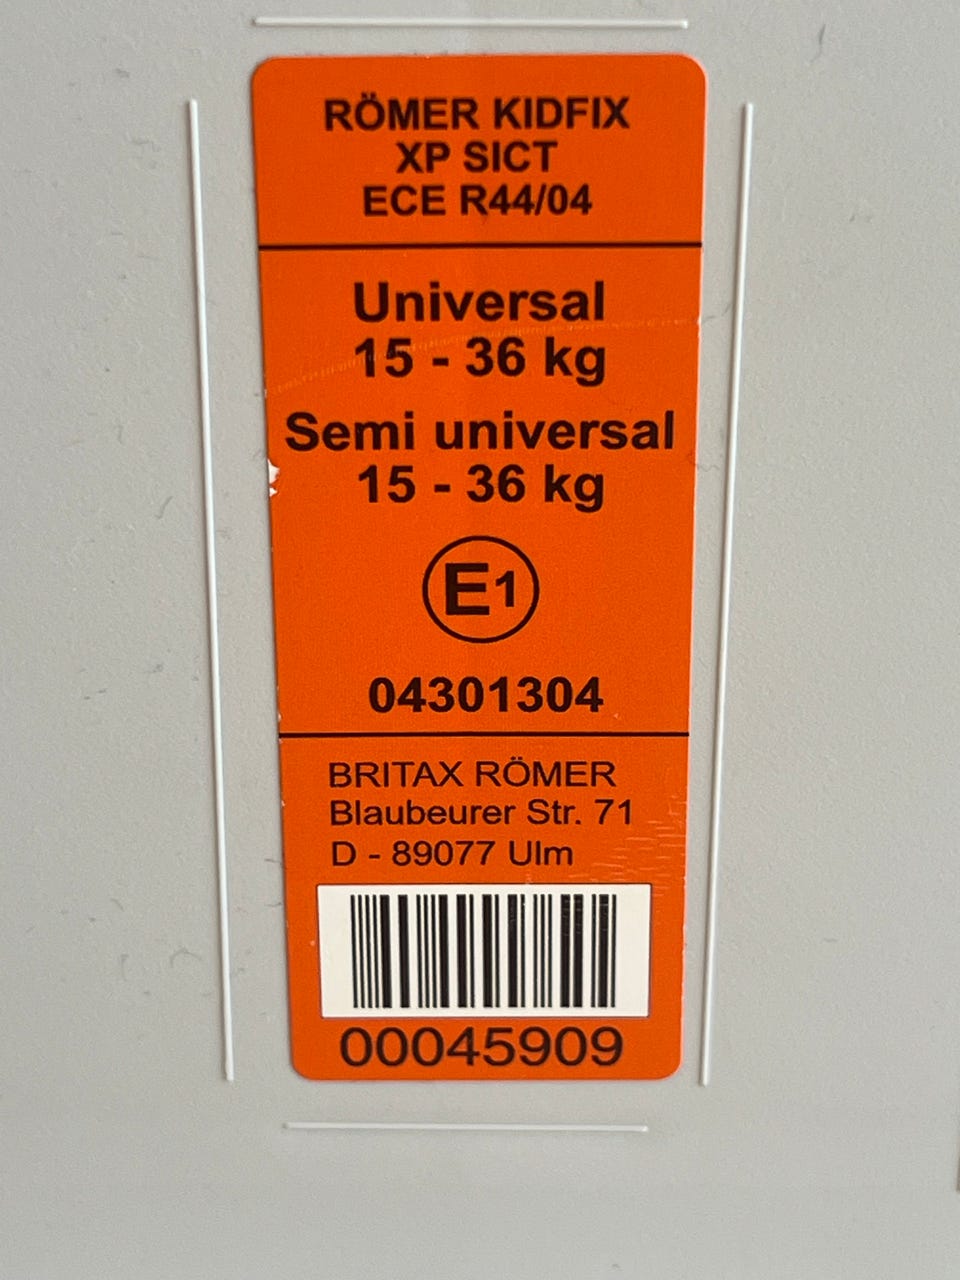 RÖMER KIDFIX
XP SICT
ECE R44/04
Universal
15 - 36 kg
Semi universal
15 - 36 kg
E1
04301304
BRITAX RÖMER
Blaubeurer Str. 71
D - 89077 Ulm
00045909